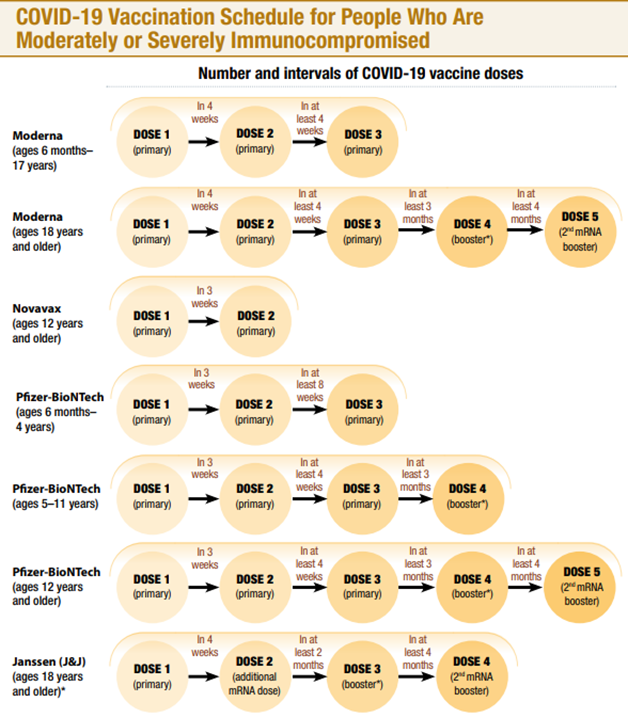 COVID-19 Vaccination Schedule for People Who Are
Moderately or Severely Immunocompromised
Number and intervals of COVID-19 vaccine doses
Moderna
(ages 6 months–
17 years)
DOSE 1
(primary)
In 4
weeks
DOSE 2
(primary)
In at
least 4
weeks
DOSE 3
(primary)
Moderna
(ages 18 years
and older)
DOSE 1
(primary)
In 4
weeks
DOSE 2
(primary)
In at
least 4
weeks
DOSE 3
(primary)
In at
least 3
months
DOSE 4
(booster*)
In at
least 4
months
DOSE 5
(2nd mRNA
booster)
Novavax
(ages 12 years
and older)
DOSE 1
(primary)
In 3
weeks
DOSE 2
(primary)
Pfizer-BioNTech
(ages 6 months–
4 years)
DOSE 1
(primary)
In 3
weeks
DOSE 2
(primary)
In at
least 8
weeks
DOSE 3
(primary)
Pfizer-BioNTech
(ages 5–11 years)
DOSE 1
(primary)
In 3
weeks
DOSE 2
(primary)
In at
least 4
weeks
DOSE 3
(primary)
In at
least 3
months
DOSE 4
(booster*)
Pfizer-BioNTech
(ages 12 years
and older)
DOSE 1
(primary)
In 3
weeks
DOSE 2
(primary)
In at
least 4
weeks
DOSE 3
(primary)
In at
least 3
months
DOSE 4
(booster*)
In at
least 4
months
DOSE 5
(2nd mRNA
booster)
Janssen (J&J)
(ages 18 years
and older)*
DOSE 1
(primary)
In 4
weeks
DOSE 2
(additional
mRNA dose)
In at
least 2
months
DOSE 3
(booster*)
In at
least 4
months
DOSE 4
(2nd mRNA
booster)